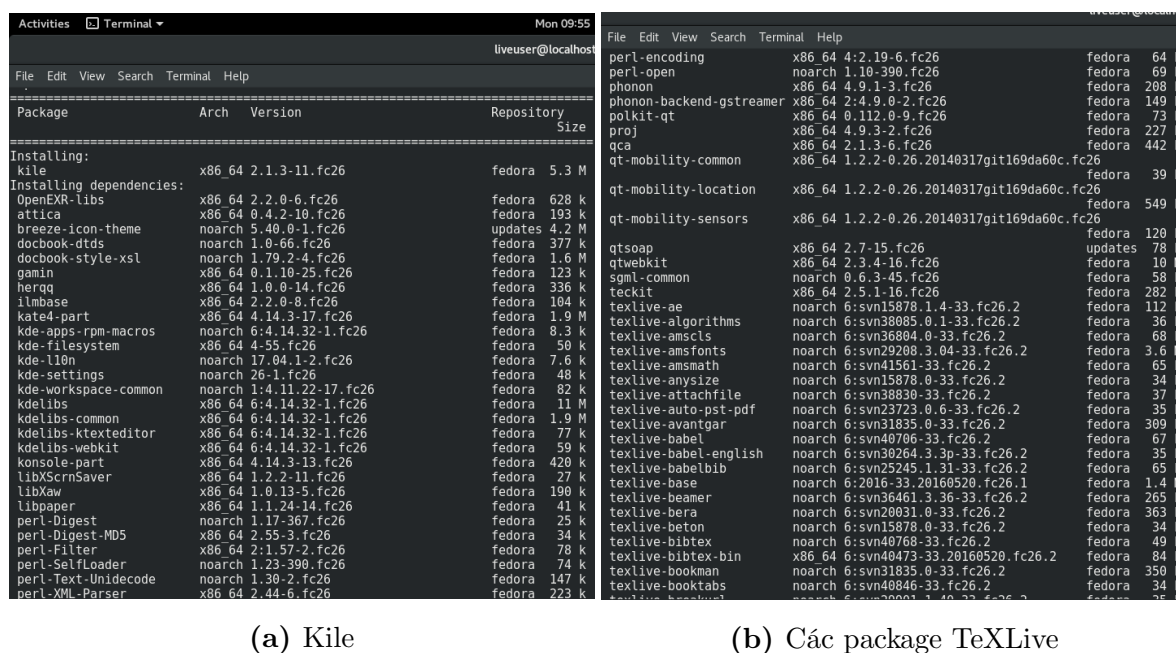 Activities Terminal Mon 09:55
liveuser@localhost
File Edit View Search Terminal Help
Package Arch Version Repository
Size
Installing:
kile x86_64 2.1.3-11.fc26 fedora 5.3 M
Installing dependencies:
OpenEXR-libs x86_64 2.2.0-6.fc26 fedora 628 k
attica x86_64 0.4.2-10.fc26 fedora 193 k
breeze-icon-theme noarch 5.40.0-1.fc26 updates 4.2 M
docbook-dtds noarch 1.0-66.fc26 fedora 377 k
docbook-style-xsl noarch 1.79.2-4.fc26 fedora 1.6 M
gamin x86_64 0.1.10-25.fc26 fedora 123 k
herqq x86_64 1.0.0-14.fc26 fedora 336 k
ilmbase x86_64 2.2.0-8.fc26 fedora 104 k
kate4-part x86_64 4.14.3-17.fc26 fedora 1.9 M
kde-apps-rpm-macros noarch 6:4.14.32-1.fc26 fedora 8.3 k
kde-filesystem x86_64 4-55.fc26 fedora 50 k
kde-l10n noarch 17.04.1-2.fc26 fedora 7.6 k
kde-settings noarch 26-1.fc26 fedora 48 k
kde-workspace-common noarch 1:4.11.22-17.fc26 fedora 82 k
kdelibs x86_64 6:4.14.32-1.fc26 fedora 11 M
kdelibs-common x86_64 6:4.14.32-1.fc26 fedora 1.9 M
kdelibs-ktexteditor x86_64 6:4.14.32-1.fc26 fedora 77 k
kdelibs-webkit x86_64 6:4.14.32-1.fc26 fedora 59 k
konsole-part x86_64 4.14.3-13.fc26 fedora 420 k
libXScrnSaver x86_64 1.2.2-11.fc26 fedora 27 k
libXaw x86_64 1.0.13-5.fc26 fedora 190 k
libpaper x86_64 1.1.24-14.fc26 fedora 41 k
perl-Digest noarch 1.17-367.fc26 fedora 25 k
perl-Digest-MD5 x86_64 2.55-3.fc26 fedora 34 k
perl-Filter x86_64 2:1.57-2.fc26 fedora 78 k
perl-SelfLoader noarch 1.23-390.fc26 fedora 74 k
perl-Text-Unidecode noarch 1.30-2.fc26 fedora 147 k
perl-XML-Parser x86_64 2.44-6.fc26 fedora 223 k
(a) Kile
File Edit View Search Terminal Help
perl-encoding x86_64 4:2.19-6.fc26 fedora 64
perl-open noarch 1.10-390.fc26 fedora 69
phonon x86_64 4.9.1-3.fc26 fedora 208
phonon-backend-gstreamer x86_64 2:4.9.0-2.fc26 fedora 149
polkit-qt x86_64 0.112.0-9.fc26 fedora 73
proj x86_64 4.9.3-2.fc26 fedora 227
qca x86_64 2.1.3-6.fc26 fedora 442
qt-mobility-common x86_64 1.2.2-0.26.20140317git169da60c.fc26
fedora 39
qt-mobility-location x86_64 1.2.2-0.26.20140317git169da60c.fc26
fedora 549
qt-mobility-sensors x86_64 1.2.2-0.26.20140317git169da60c.fc26
fedora 120
qtsoap x86_64 2.7-15.fc26 updates 78
qtwebkit x86_64 2.3.4-16.fc26 fedora 10 M
sgml-common noarch 0.6.3-45.fc26 fedora 58
teckit x86_64 2.5.1-16.fc26 fedora 282
texlive-ae noarch 6:svn15878.1.4-33.fc26.2 fedora 112
texlive-algorithms noarch 6:svn38085.0.1-33.fc26.2 fedora 36
texlive-amscls noarch 6:svn36804.0-33.fc26.2 fedora 68
texlive-amsfonts noarch 6:svn29208.3.04-33.fc26.2 fedora 3.6 M
texlive-amsmath noarch 6:svn41561-33.fc26.2 fedora 65
texlive-anysize noarch 6:svn15878.0-33.fc26.2 fedora 34
texlive-attachfile noarch 6:svn38830-33.fc26.2 fedora 37
texlive-auto-pst-pdf noarch 6:svn23723.0.6-33.fc26.2 fedora 35
texlive-avantgar noarch 6:svn31835.0-33.fc26.2 fedora 309
texlive-babel noarch 6:svn40706-33.fc26.2 fedora 67
texlive-babel-english noarch 6:svn30264.3.3p-33.fc26.2 fedora 35
texlive-babelbib noarch 6:svn25245.1.31-33.fc26.2 fedora 65
texlive-base noarch 6:2016-33.20160520.fc26.1 fedora 1.4 M
texlive-beamer noarch 6:svn36461.3.36-33.fc26.2 fedora 265
texlive-bera noarch 6:svn20031.0-33.fc26.2 fedora 363
texlive-beton noarch 6:svn15878.0-33.fc26.2 fedora 34
texlive-bibtex noarch 6:svn40768-33.fc26.2 fedora 49
texlive-bibtex-bin x86_64 6:svn40473-33.20160520.fc26.2 fedora 84
texlive-bookman noarch 6:svn31835.0-33.fc26.2 fedora 350
texlive-booktabs noarch 6:svn40846-33.fc26.2 fedora 34
(b) Các package TeXLive